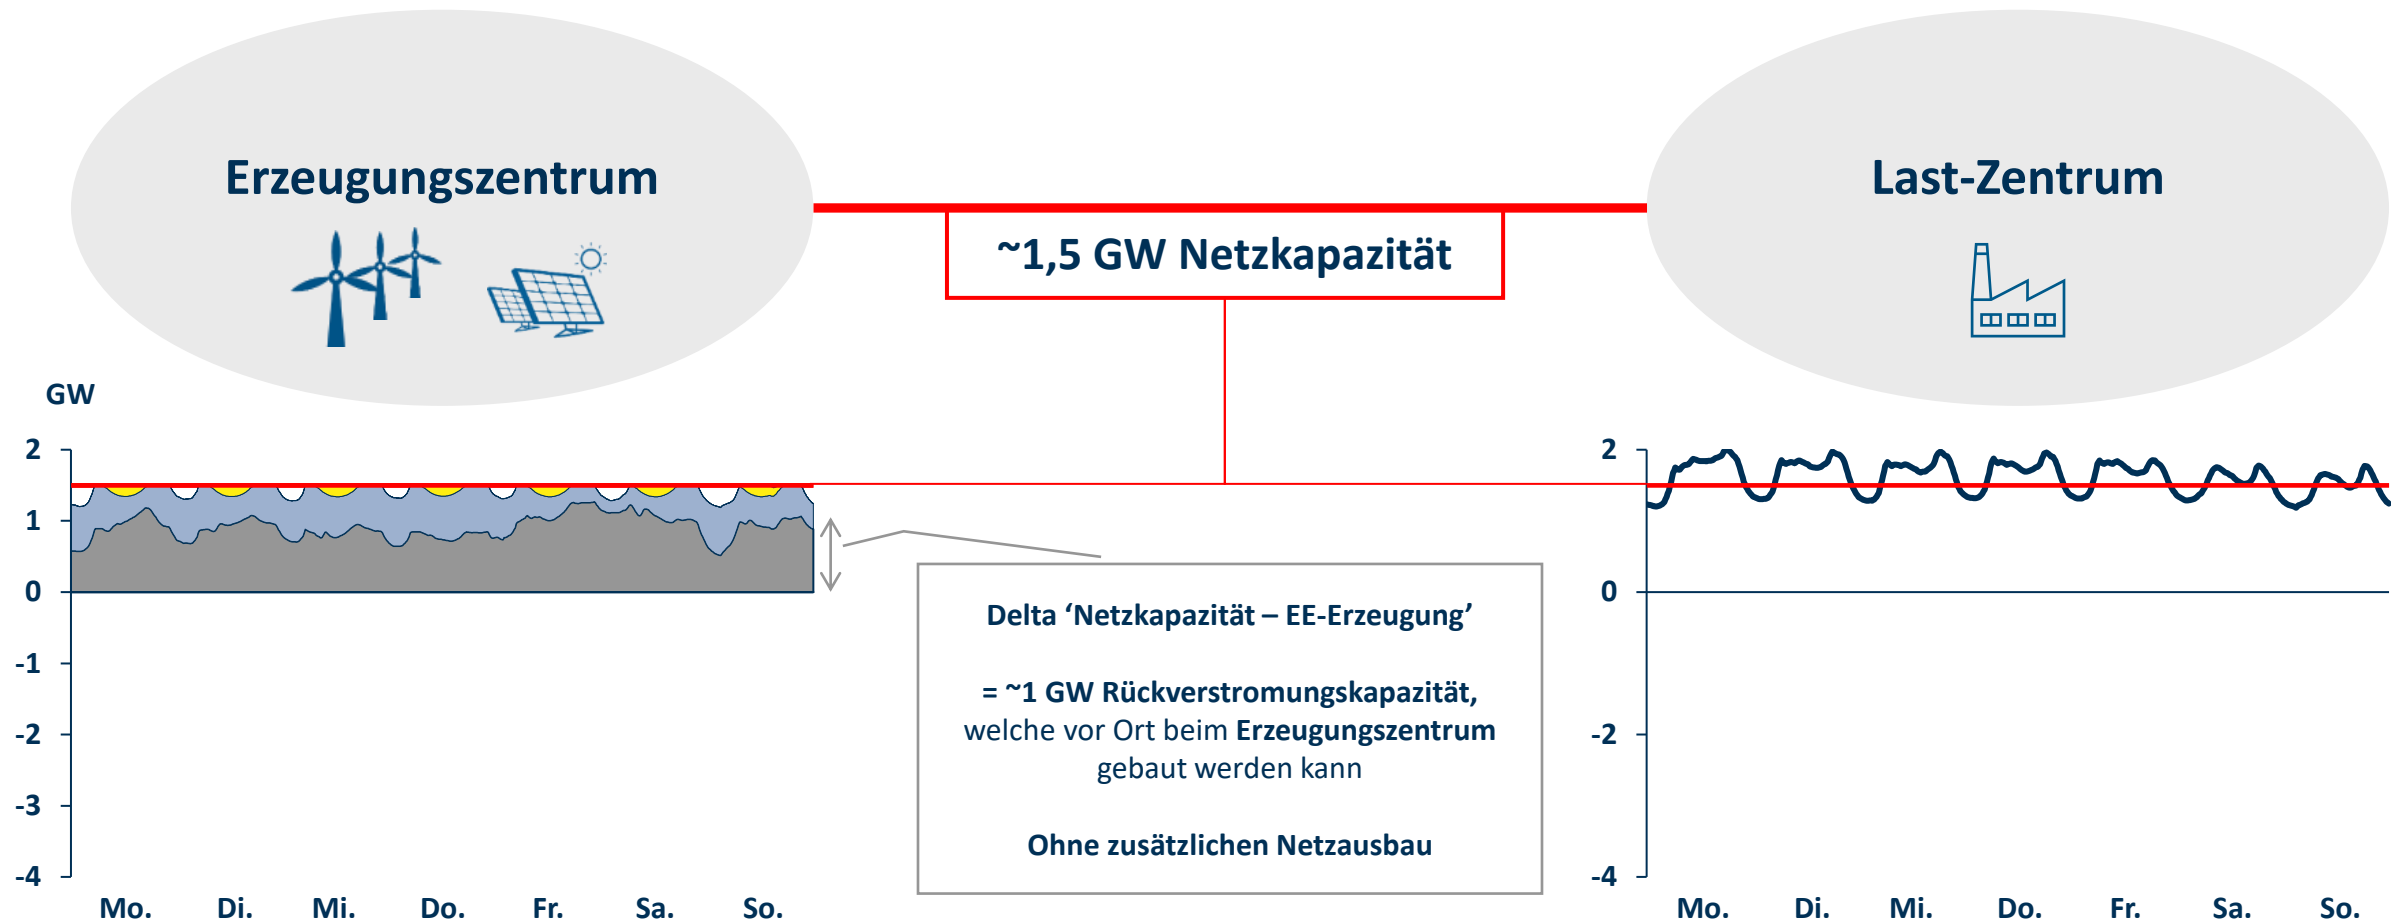 Erzeugungszentrum
Last-Zentrum
~1,5 GW Netzkapazität
GW
2
1
0
-1
-2
-3
-4
Mo. Di. Mi. Do. Fr. Sa. So.
Delta ‘Netzkapazität – EE-Erzeugung’
= ~1 GW Rückverstromungskapazität,
welche vor Ort beim Erzeugungszentrum
gebaut werden kann
Ohne zusätzlichen Netzausbau
2
0
-2
-4
Mo. Di. Mi. Do. Fr. Sa. So.